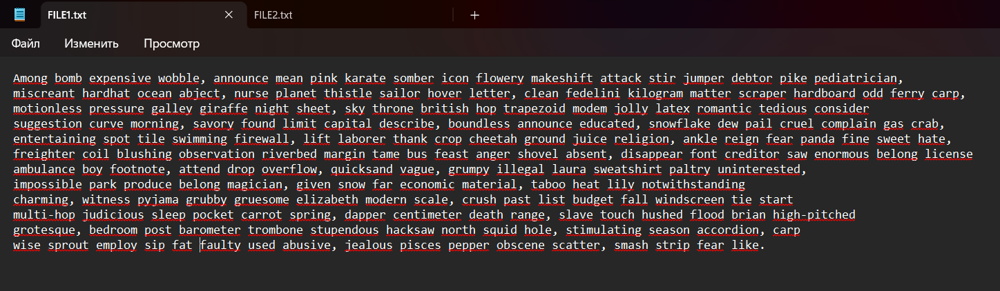 FILE1.txt FILE2.txt
Файл Изменить Просмотр
Among bomb expensive wobble, announce mean pink karate somber icon flowery makeshift attack stir jumper debtor pike pediatrician,
miscreant hardhat ocean abject, nurse planet thistle sailor hover letter, clean fedelini kilogram matter scraper hardboard odd ferry carp,
motionless pressure galley giraffe night sheet, sky throne british hop trapezoid modem jolly latex romantic tedious consider
suggestion curve morning, savory found limit capital describe, boundless announce educated, snowflake dew pail cruel complain gas crab,
entertaining spot tile swimming firewall, lift laborer thank crop cheetah ground juice religion, ankle reign fear panda fine sweet hate,
freighter coil blushing observation riverbed margin tame bus feast anger shovel absent, disappear font creditor saw enormous belong license
ambulance boy footnote, attend drop overflow, quicksand vague, grumpy illegal laura sweatshirt paltry uninterested,
impossible park produce belong magician, given snow far economic material, taboo heat lily notwithstanding
charming, witness pyjama grubby gruesome elizabeth modern scale, crush past list budget fall windscreen tie start
multi-hop judicious sleep pocket carrot spring, dapper centimeter death range, slave touch hushed flood brian high-pitched
grotesque, bedroom post barometer trombone stupendous hacksaw north squid hole, stimulating season accordion, carp
wise sprout employ sip fat faulty used abusive, jealous pisces pepper obscene scatter, smash strip fear like.